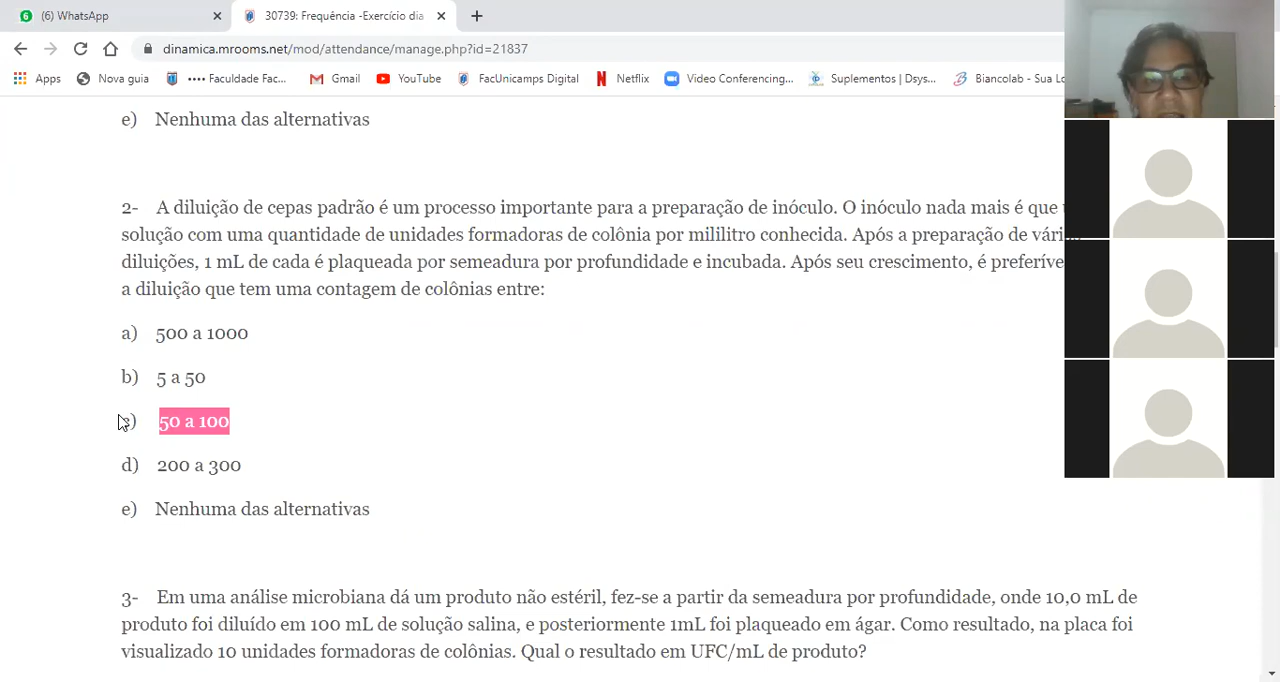 6 (6) WhatsApp
30739: Frequência -Exercício dia
dinamica.mrooms.net/mod/attendance/manage.php?id=21837
Apps Nova guia •••• Faculdade Fac... Gmail YouTube FacUnicamps Digital Netflix Video Conferencing,... Suplementos | Dsys... Biancolab - Sua Lo
e) Nenhuma das alternativas
2- A diluição de cepas padrão é um processo importante para a preparação de inóculo. O inóculo nada mais é que
solução com uma quantidade de unidades formadoras de colônia por mililitro conhecida. Após a preparação de
diluições, 1 mL de cada é plaqueada por semeadura por profundidade e incubada. Após seu crescimento, é
a diluição que tem uma contagem de colônias entre:
a) 500 a 1000
b) 5 a 50
c) 50 a 100
d) 200 a 300
e) Nenhuma das alternativas
3- Em uma análise microbiana dá um produto não estéril, fez-se a partir da semeadura por profundidade, onde 10,0 mL de
produto foi diluído em 100 mL de solução salina, e posteriormente 1mL foi plaqueado em ágar. Como resultado, na placa foi
visualizado 10 unidades formadoras de colônias. Qual o resultado em UFC/mL de produto?